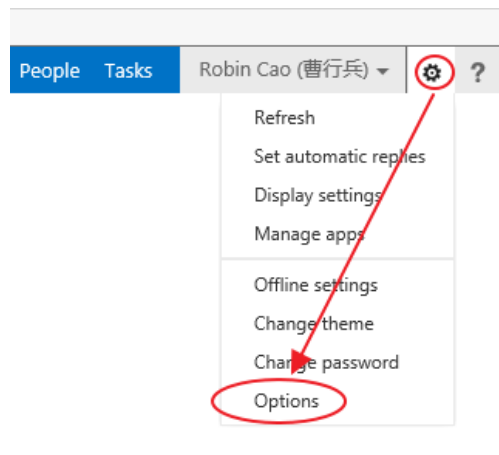 People Tasks Robin Cao (曹行兵) ?
Refresh
Set automatic replies
Display settings
Manage apps
Offline settings
Change theme
Change password
Options